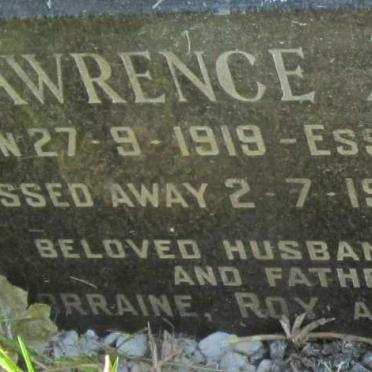 AWRENCE
N 27-9-1919 - ESS
SSED AWAY 2-7-19
BELOVED HUSBAN
AND FATHE
ORRAINE, ROY A